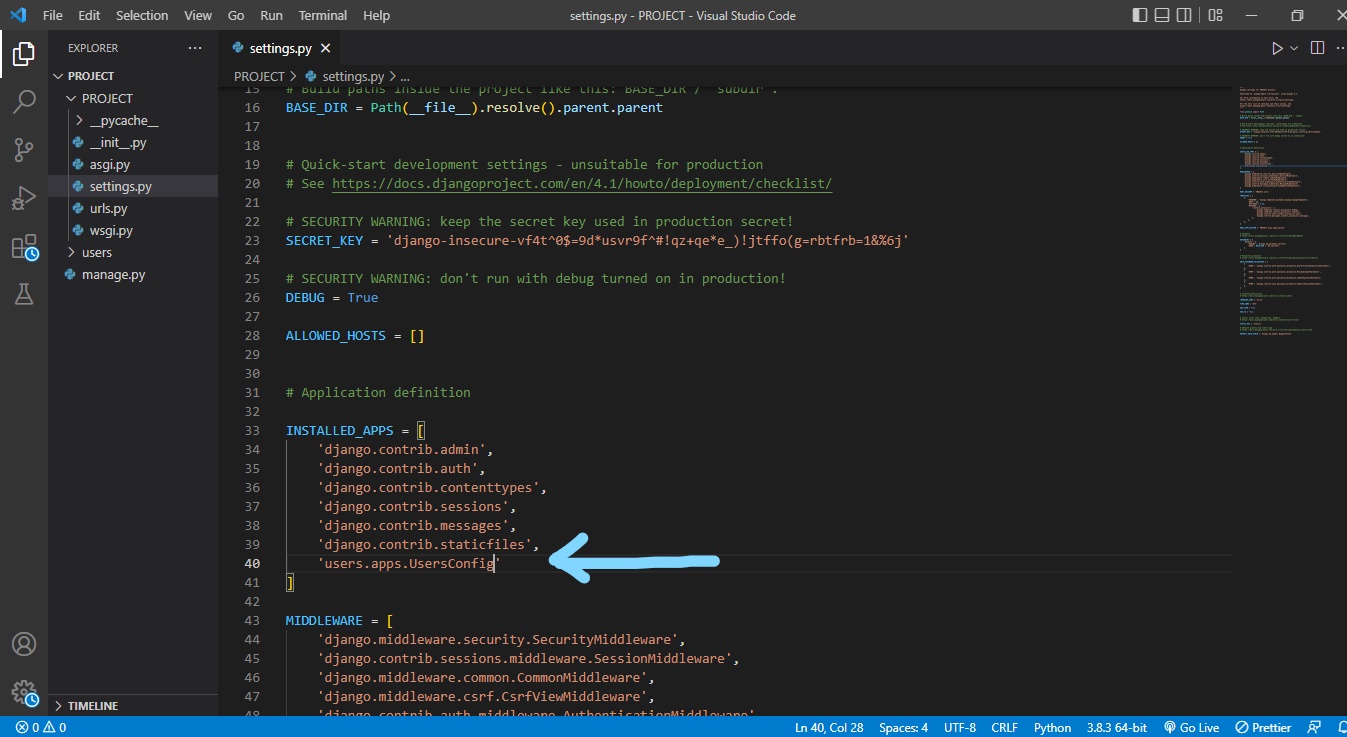 File Edit Selection View Go Run Terminal Help
settings.py - PROJECT - Visual Studio Code
EXPLORER
PROJECT
PROJECT
__pycache__
__init__.py
asgi.py
settings.py
urls.py
wsgi.py
users
manage.py
TIMELINE
settings.py
PROJECT > settings.py > ...
15 # Build paths inside the project like this: BASE_DIR / 'subdir'.
16 BASE_DIR = Path(__file__).resolve().parent.parent
17
18
19 # Quick-start development settings - unsuitable for production
20 # See https://docs.djangoproject.com/en/4.1/howto/deployment/checklist/
21
22 # SECURITY WARNING: keep the secret key used in production secret!
23 SECRET_KEY = 'django-insecure-vf4t^0$=9d*usvr9f^#!qz+qe*e_)!jtffo(g=rbtfrb=1&%6j'
24
25 # SECURITY WARNING: don't run with debug turned on in production!
26 DEBUG = True
27
28 ALLOWED_HOSTS = []
29
30
31 # Application definition
32
33 INSTALLED_APPS = [
34 'django.contrib.admin',
35 'django.contrib.auth',
36 'django.contrib.contenttypes',
37 'django.contrib.sessions',
38 'django.contrib.messages',
39 'django.contrib.staticfiles',
40 'users.apps.UsersConfig'
41 ]
42
43 MIDDLEWARE = [
44 'django.middleware.security.SecurityMiddleware',
45 'django.contrib.sessions.middleware.SessionMiddleware',
46 'django.middleware.common.CommonMiddleware',
47 'django.middleware.csrf.CsrfViewMiddleware',
48 'django.contrib.auth.middleware.AuthenticationMiddleware',
0 0 Ln 40, Col 28 Spaces: 4 UTF-8 CRLF Python 3.8.3 64-bit Go Live Prettier